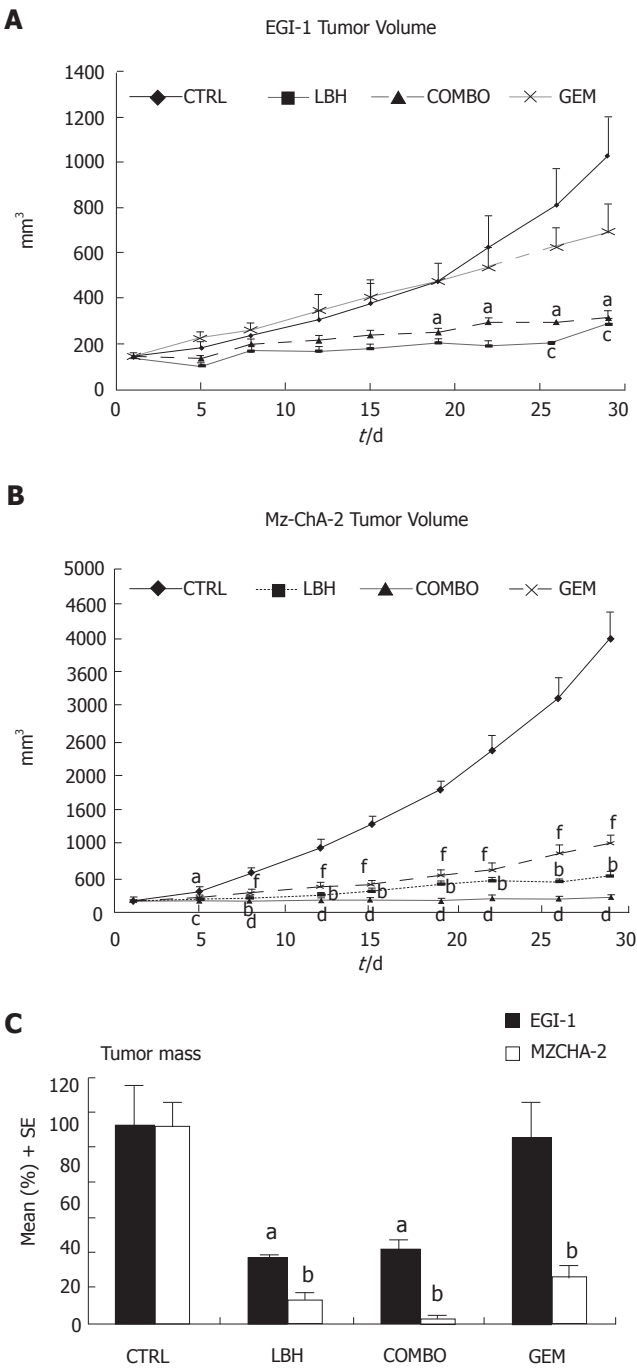 A
EGI-1 Tumor Volume
1400
1200
1000
800
600
400
200
0
mm³
CTRL LBH COMBO GEM
a a a a
c c
0 5 10 15 20 25 30
t/d
B
Mz-ChA-2 Tumor Volume
5000
4600
4000
3600
3000
2600
2000
1600
1000
600
0
mm³
CTRL LBH COMBO GEM
a f f f f f f f
b b b b b b b
c d d d d d d d
0 5 10 15 20 25 30
t/d
C
EGI-1
MZCHA-2
Tumor mass
120
100
80
60
40
20
0
Mean (%) + SE
a b a b b
CTRL LBH COMBO GEM